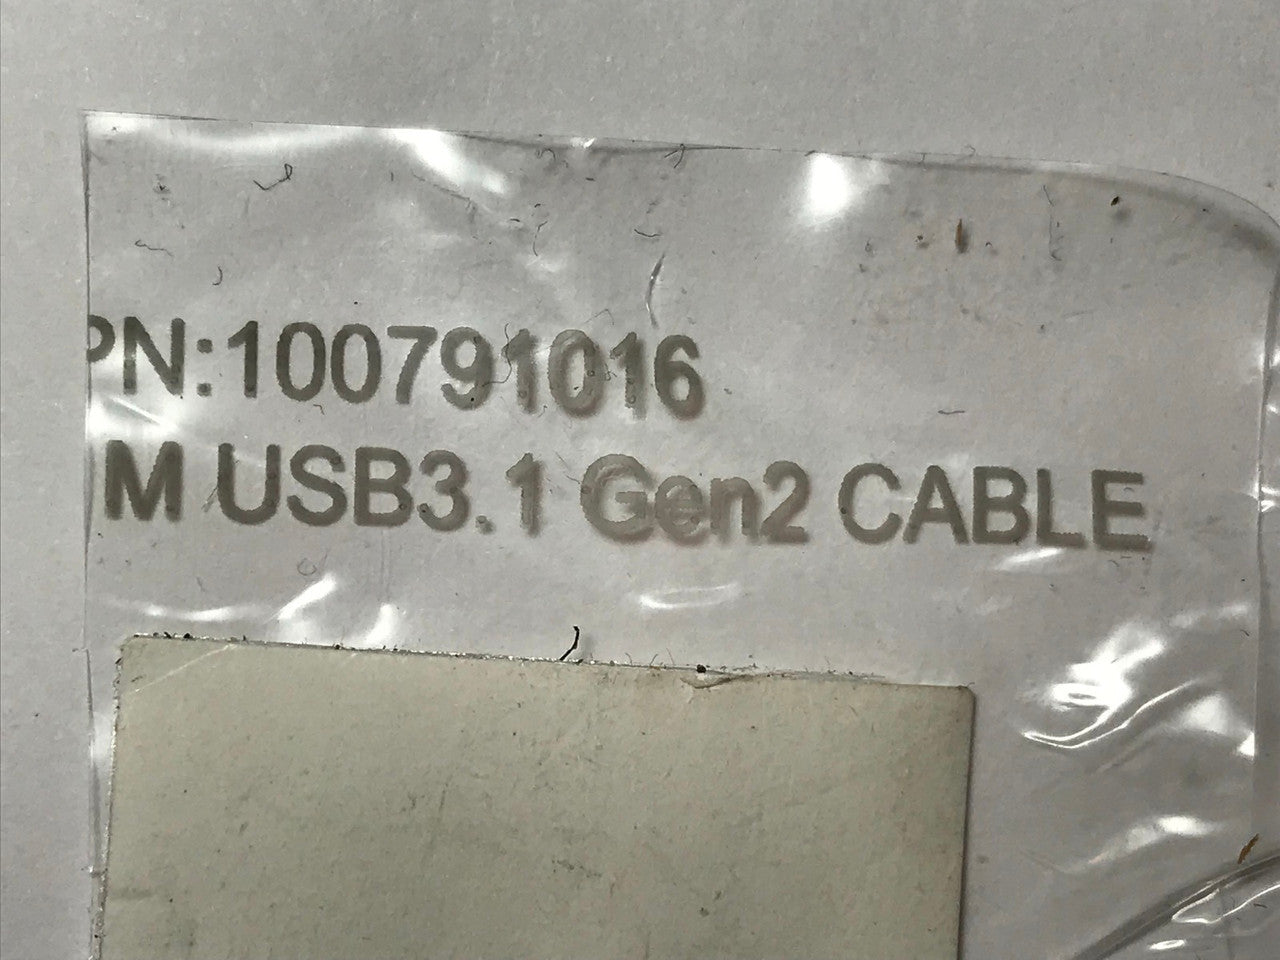 PN:100791016
M USB3.1 Gen2 CABLE